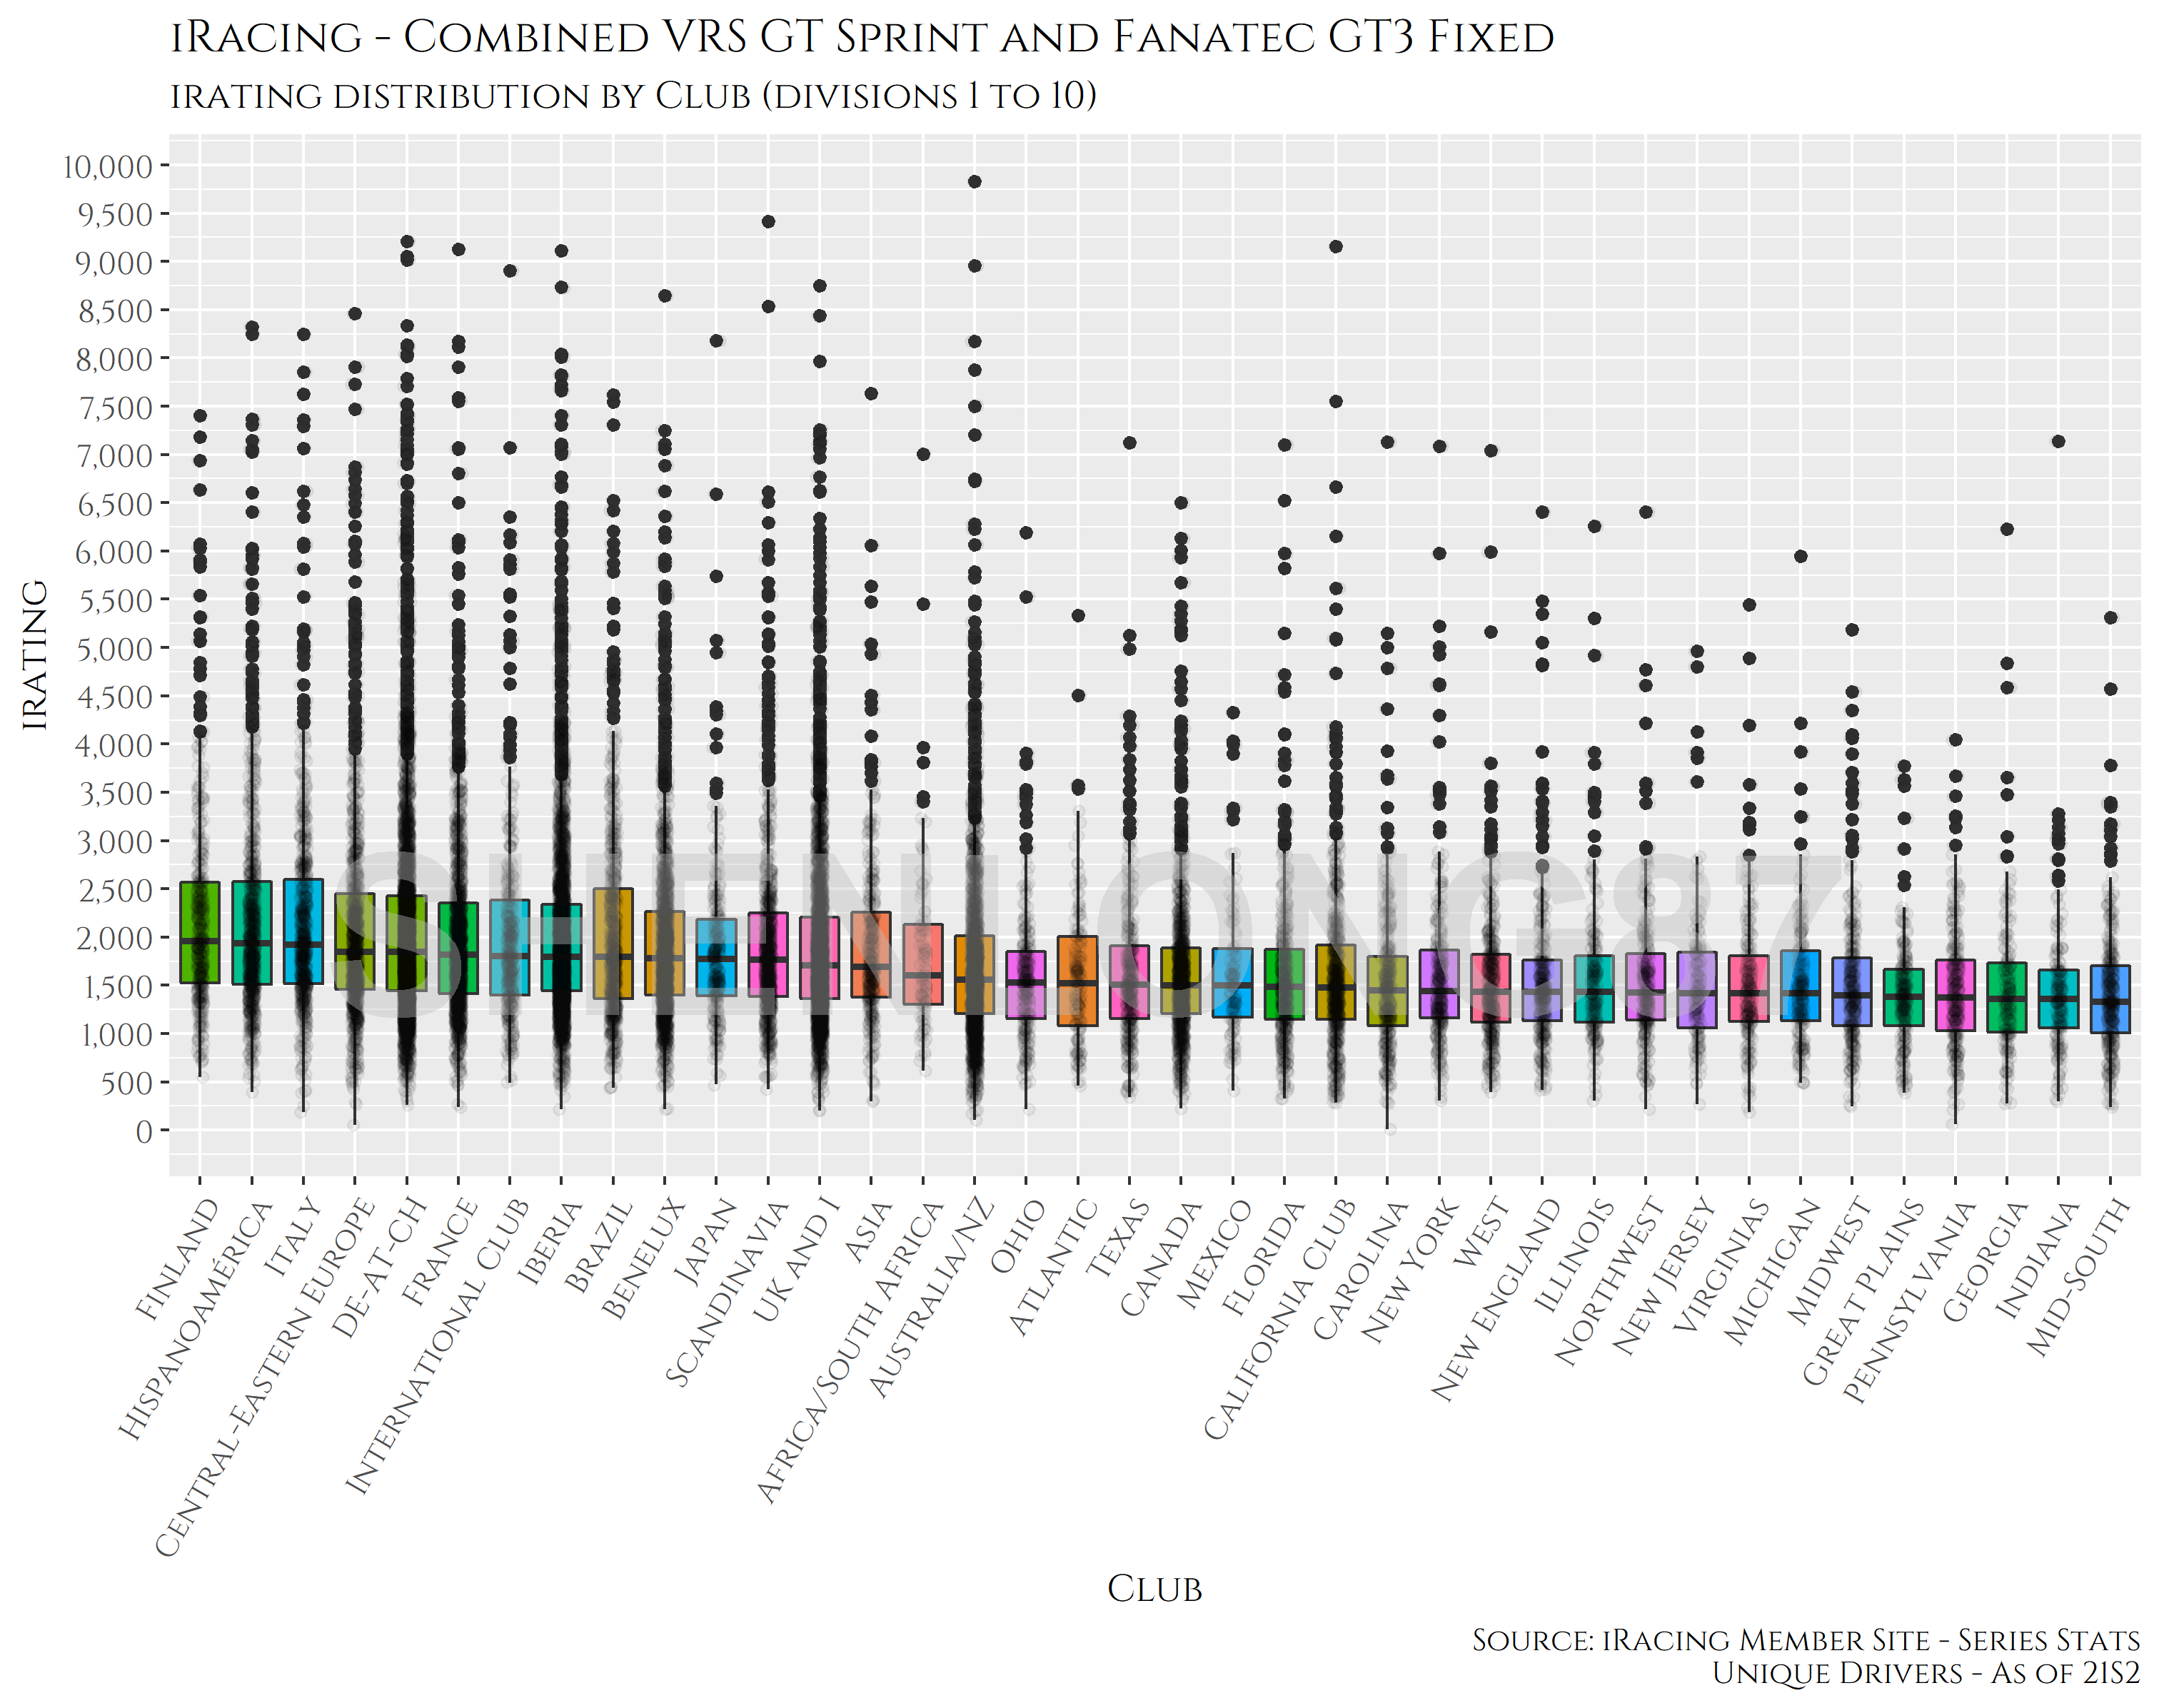 iRacing - Combined VRS GT Sprint and Fanatec GT3 Fixed
irating distribution by Club (divisions 1 to 10)
10,000
9,500
9,000
8,500
8,000
7,500
7,000
6,500
6,000
5,500
5,000
4,500
4,000
3,500
3,000
2,500
2,000
1,500
1,000
500
0
irating
SHENLONG87
Finland
Hispanoamérica
Italy
Central-Eastern Europe
DE-AT-CH
France
International Club
Iberia
Brazil
Benelux
Japan
Scandinavia
UK and I
Asia
Africa/South Africa
Australia/NZ
Ohio
Atlantic
Texas
Canada
Mexico
Florida
California Club
Carolina
New York
West
New England
Illinois
Northwest
New Jersey
Virginias
Michigan
Midwest
Great Plains
Pennsylvania
Georgia
Indiana
Mid-South
Club
Source: iRacing Member Site - Series Stats
Unique Drivers - As of 21S2